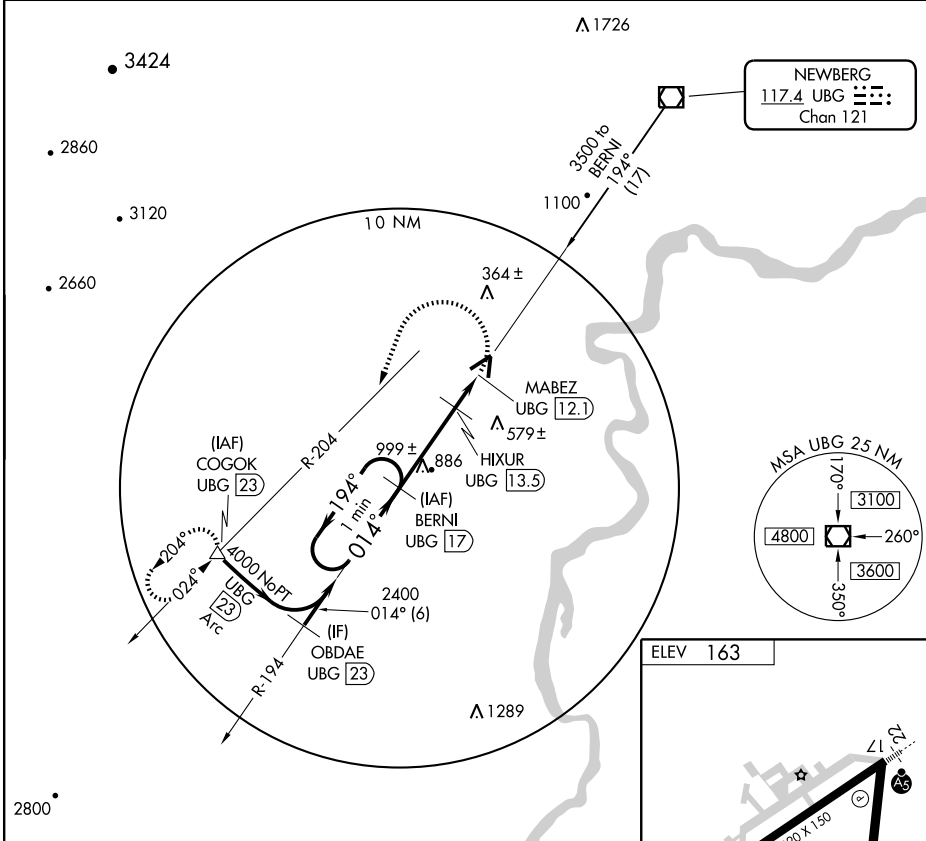 1726
3424
NEWBERG
117.4 UBG
Chan 121
2860
3500 to
BERNI
194°
(17)
1100
3120
10 NM
2660
364 ±
MABEZ
UBG 12.1
R-204
579 ±
(IAF)
COGOK
UBG 23
999 ±
886
HIXUR
UBG 13.5
MSA UBG 25 NM
170°
3100
4800
260°
3600
350°
194°
1 min
014°
(IAF)
BERNI
UBG 17
204°
024°
4000 NoPT
UBG
23
Arc
2400
014° (6)
(IF)
OBDAE
UBG 23
R-194
1289
ELEV 163
17
22
A5
P
20 X 150
2800